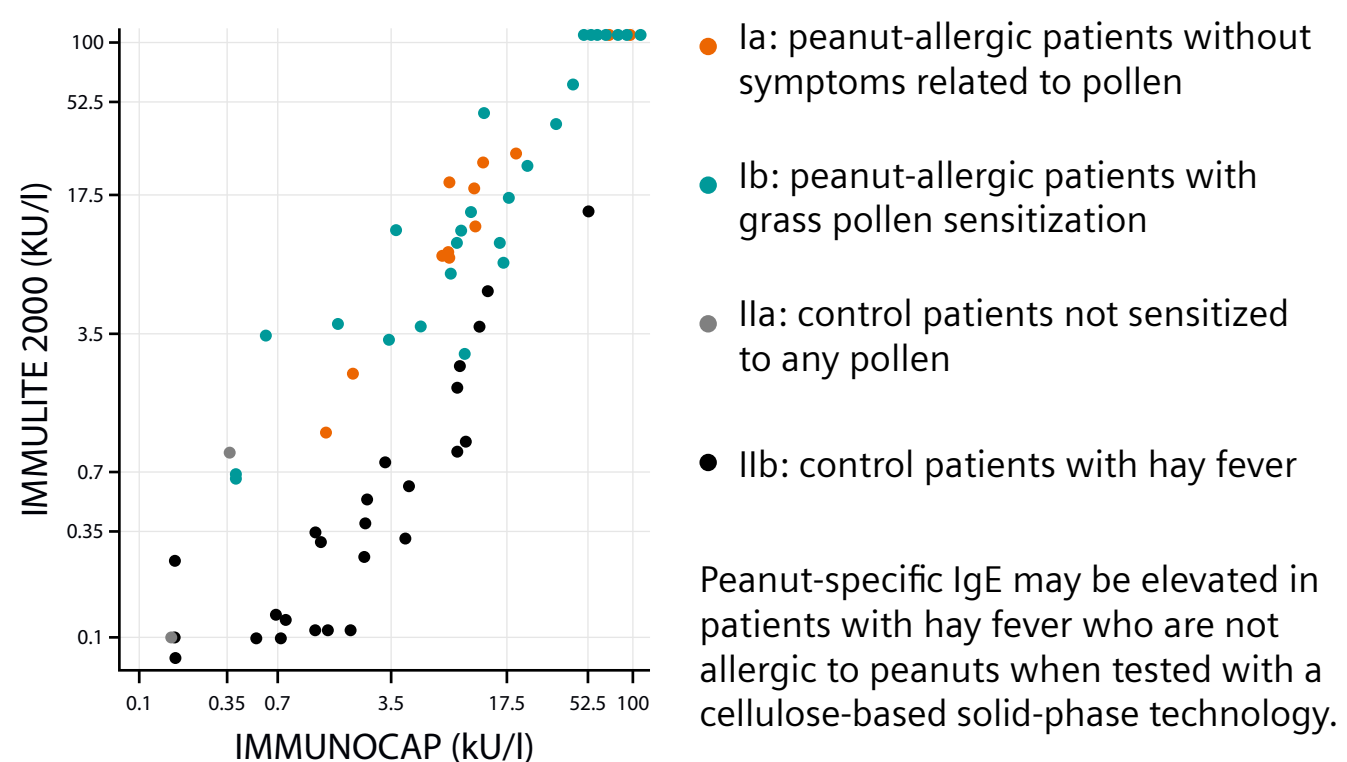 IMMULITE 2000 (KU/l)
100
52.5
17.5
3.5
0.7
0.35
0.1
0.1 0.35 0.7 3.5 17.5 52.5 100
IMMUNOCAP (kU/l)
Ia: peanut-allergic patients without
symptoms related to pollen
Ib: peanut-allergic patients with
grass pollen sensitization
IIa: control patients not sensitized
to any pollen
IIb: control patients with hay fever
Peanut-specific IgE may be elevated in
patients with hay fever who are not
allergic to peanuts when tested with a
cellulose-based solid-phase technology.